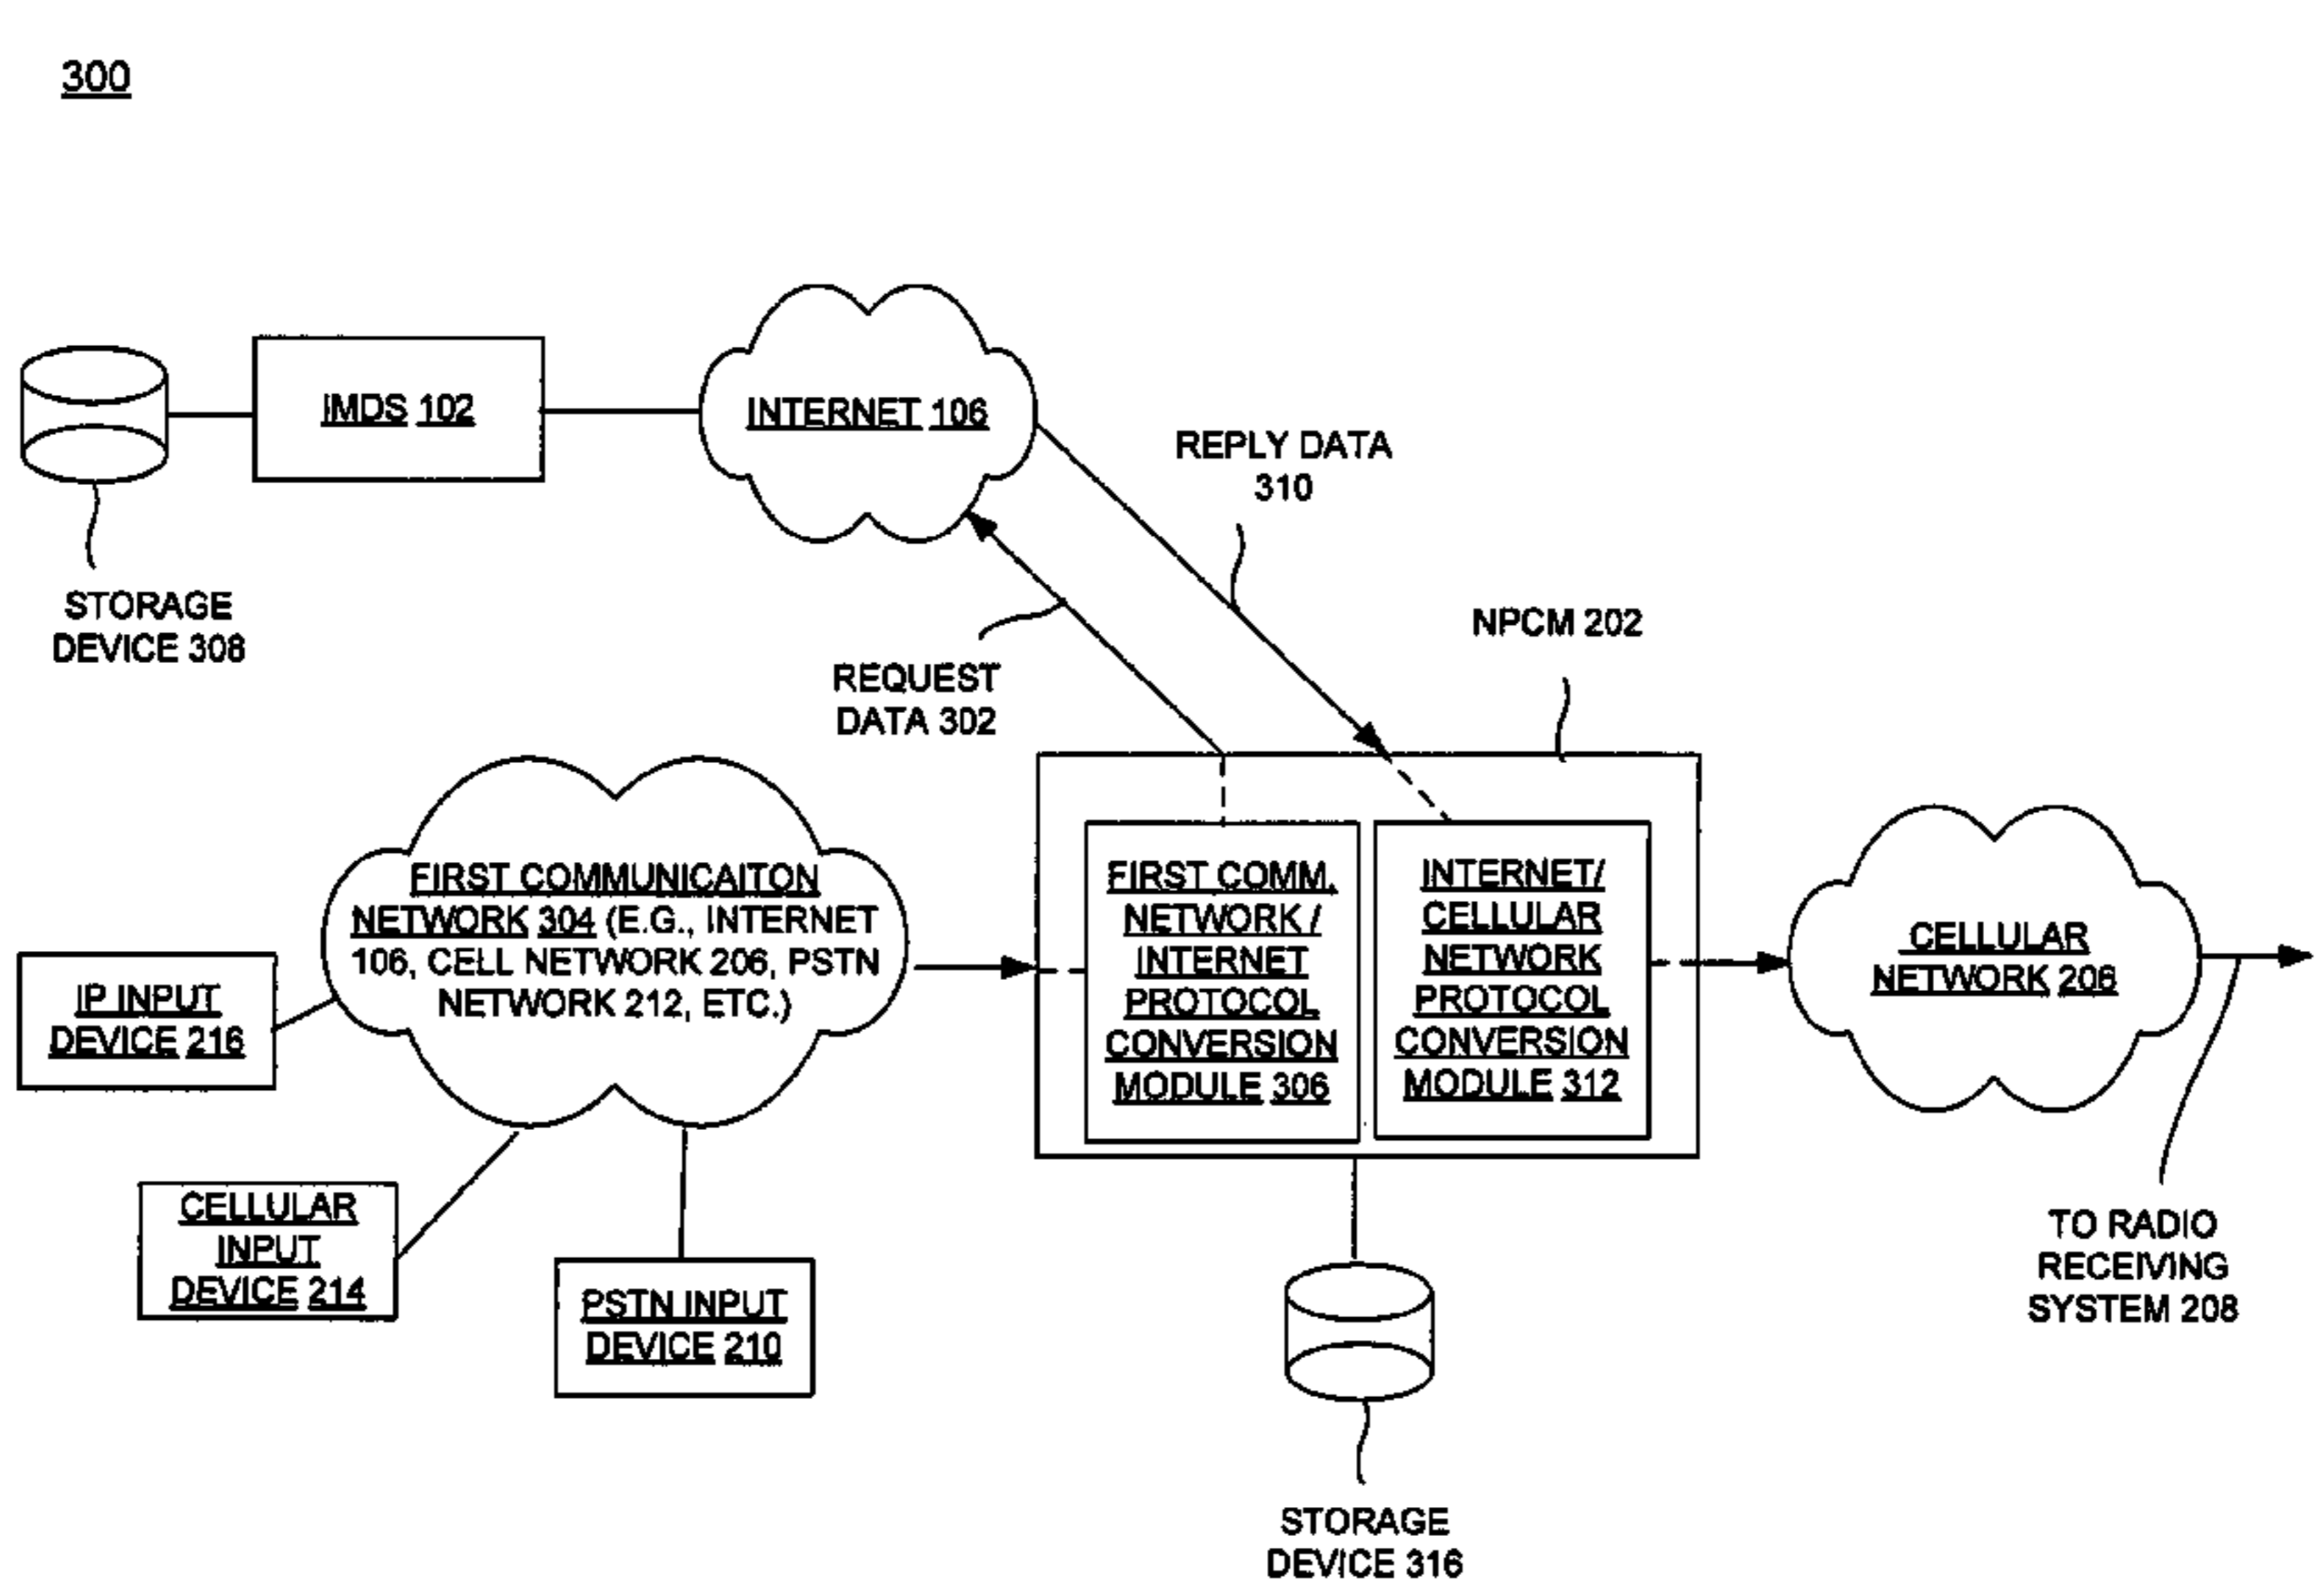 300
IMDS 102
INTERNET 106
REPLY DATA
310
STORAGE
DEVICE 308
REQUEST
DATA 302
NPCM 202
FIRST COMMUNICAITON
NETWORK 304 (E.G., INTERNET
106, CELL NETWORK 206, PSTN
NETWORK 212, ETC.)
FIRST COMM.
NETWORK /
INTERNET
PROTOCOL
CONVERSION
MODULE 306
INTERNET/
CELLULAR
NETWORK
PROTOCOL
CONVERSION
MODULE 312
CELLULAR
NETWORK 206
IP INPUT
DEVICE 216
CELLULAR
INPUT
DEVICE 214
PSTN INPUT
DEVICE 210
TO RADIO
RECEIVING
SYSTEM 208
STORAGE
DEVICE 316